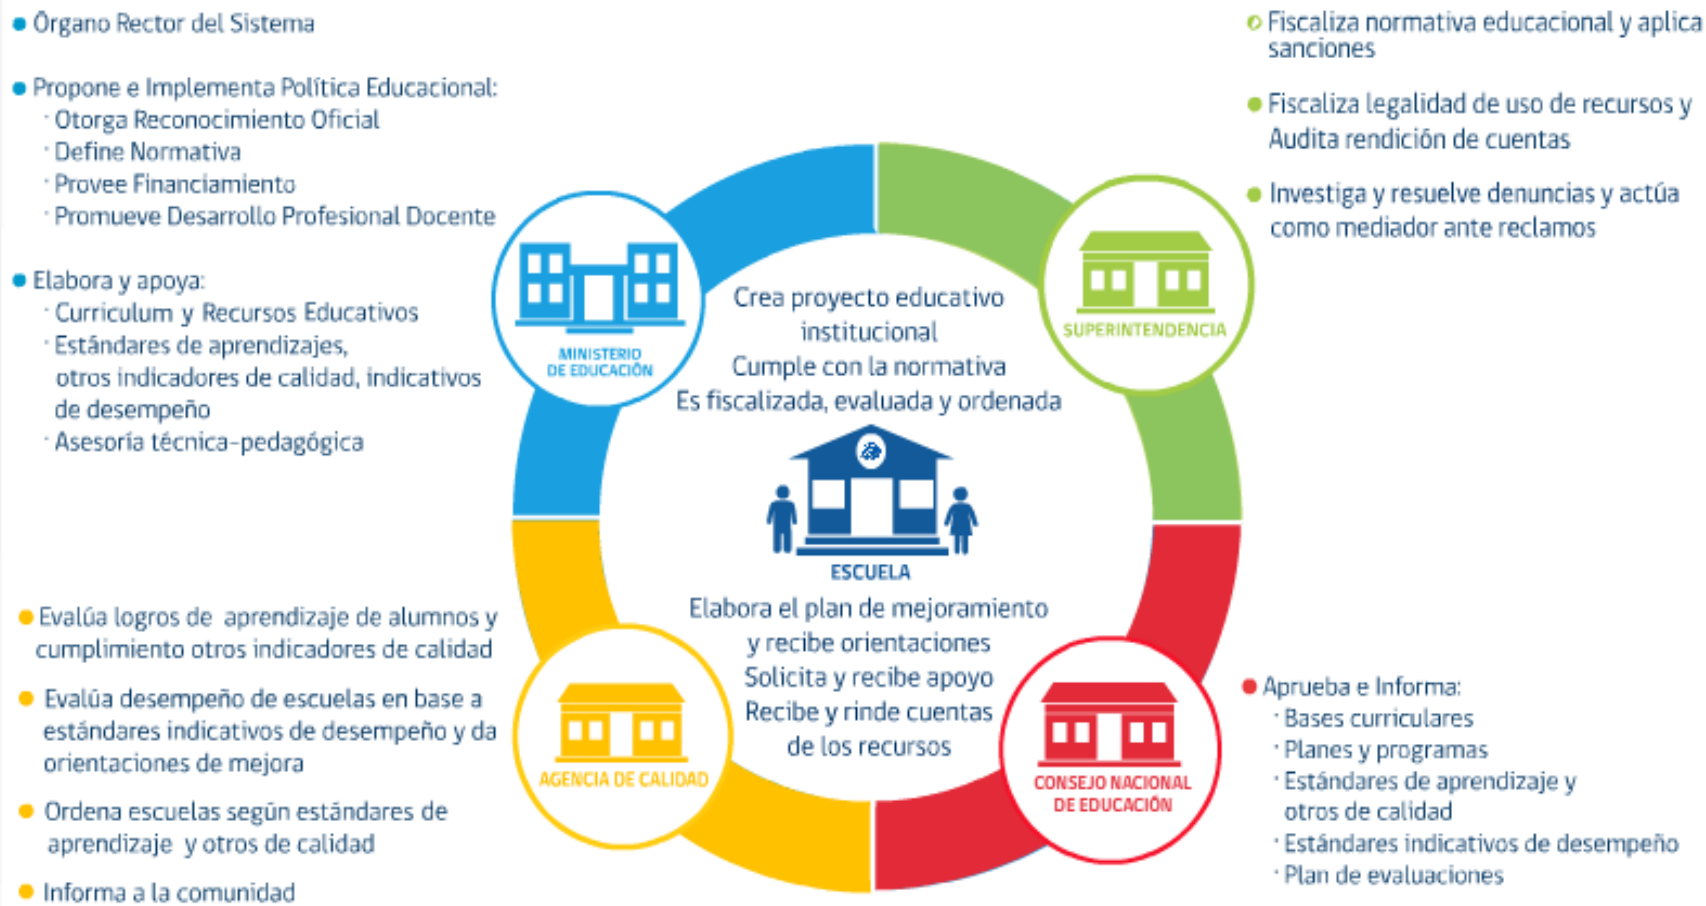 Órgano Rector del Sistema
Propone e Implementa Política Educacional:
· Otorga Reconocimiento Oficial
· Define Normativa
· Provee Financiamiento
· Promueve Desarrollo Profesional Docente
Elabora y apoya:
· Curriculum y Recursos Educativos
· Estándares de aprendizajes,
otros indicadores de calidad, indicativos
de desempeño
· Asesoría técnica-pedagógica
MINISTERIO
DE EDUCACIÓN
Fiscaliza normativa educacional y aplica
sanciones
Fiscaliza legalidad de uso de recursos y
Audita rendición de cuentas
Investiga y resuelve denuncias y actúa
como mediador ante reclamos
SUPERINTENDENCIA
Crea proyecto educativo
institucional
Cumple con la normativa
Es fiscalizada, evaluada y ordenada
ESCUELA
Elabora el plan de mejoramiento
y recibe orientaciones
Solicita y recibe apoyo
Recibe y rinde cuentas
de los recursos
Evalúa logros de aprendizaje de alumnos y
cumplimiento otros indicadores de calidad
Evalúa desempeño de escuelas en base a
estándares indicativos de desempeño y da
orientaciones de mejora
Ordena escuelas según estándares de
aprendizaje y otros de calidad
Informa a la comunidad
AGENCIA DE CALIDAD
CONSEJO NACIONAL
DE EDUCACIÓN
Aprueba e Informa:
· Bases curriculares
· Planes y programas
· Estándares de aprendizaje y
otros de calidad
· Estándares indicativos de desempeño
· Plan de evaluaciones